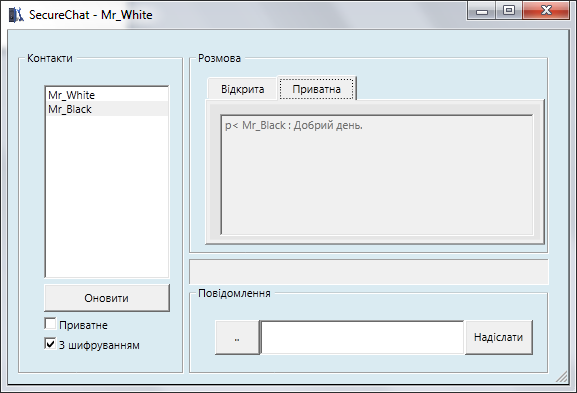 SecureChat - Mr_White
Контакти
Mr_White
Mr_Black
Оновити
Приватне
З шифруванням
Розмова
Відкрита
Приватна
p< Mr_Black : Добрий день.
Повідомлення
..
Надіслати